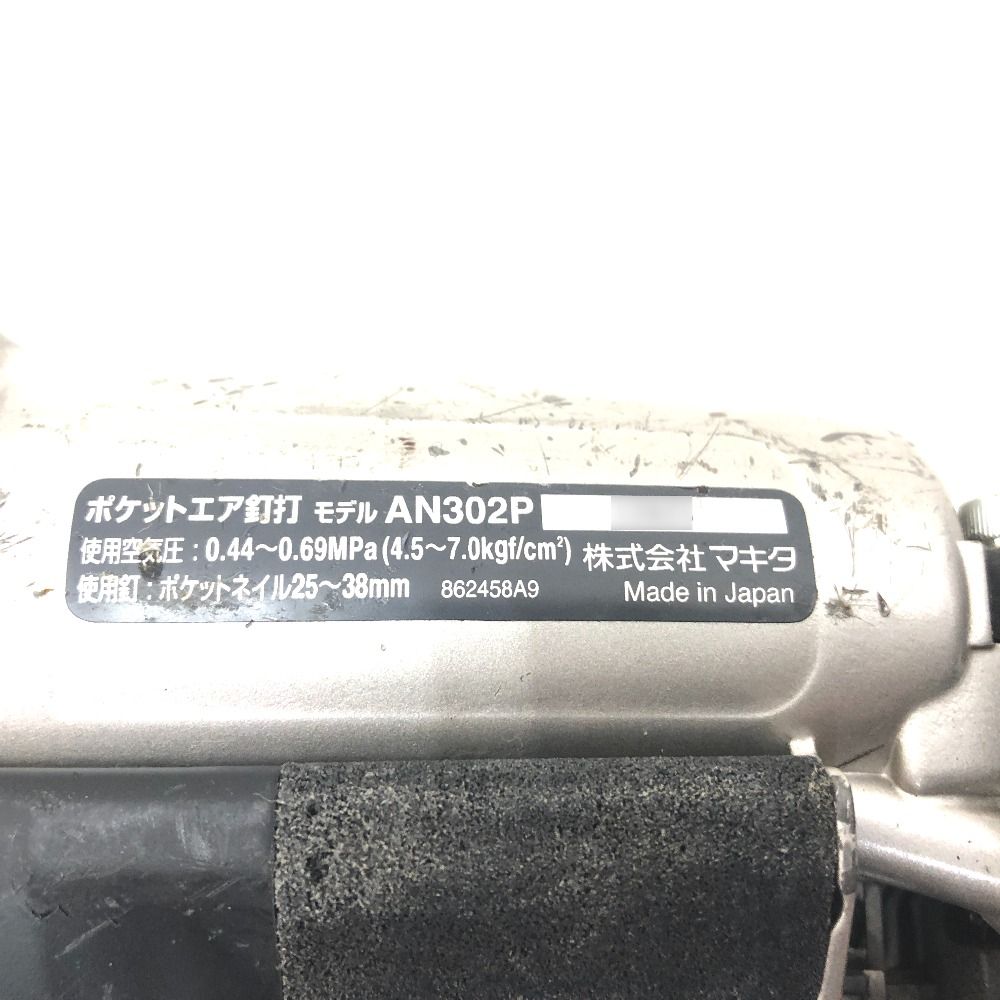 ポケットエア釘打 モデル AN302P
使用空気圧：0.44～0.69MPa(4.5～7.0kgf/cm²) 株式会社 マキタ
使用釘：ポケットネイル25～38mm 862458A9 Made in Japan